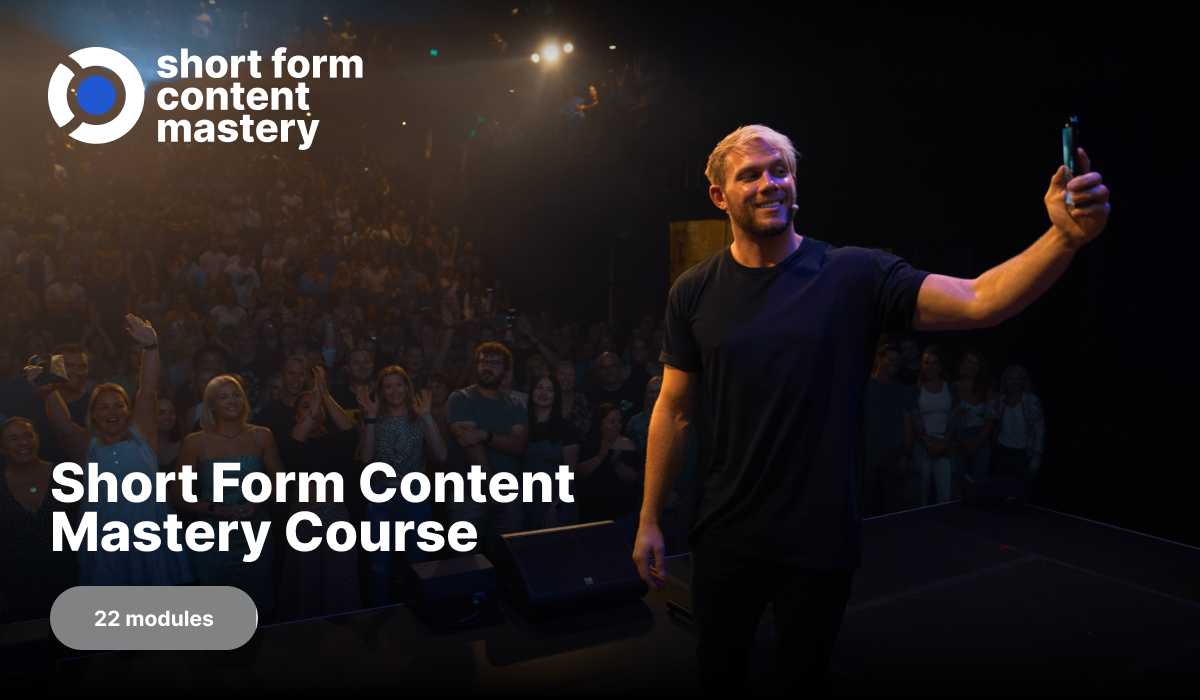 short form
content
mastery
Short Form Content
Mastery Course
22 modules